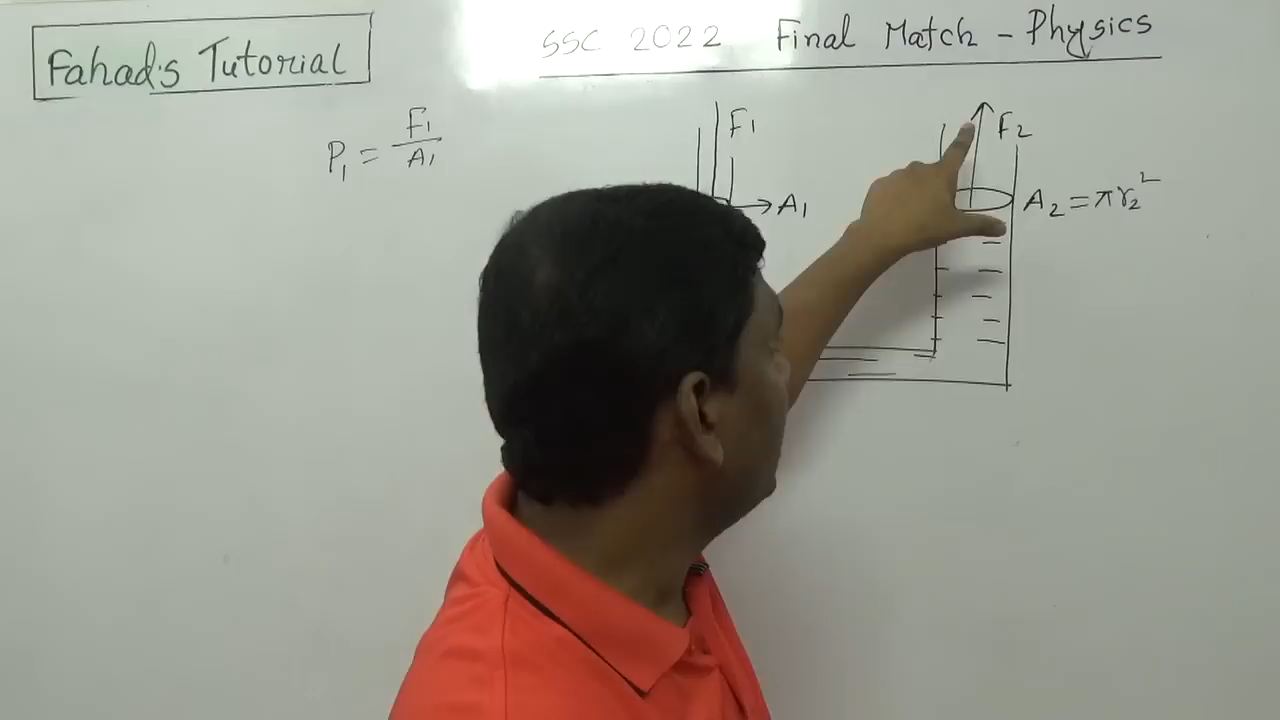 Fahad's Tutorial
SSC 2022 Final Match - Physics
P₁ = F₁/A₁
F₁
A₁
F₂
A₂ = πr₂²